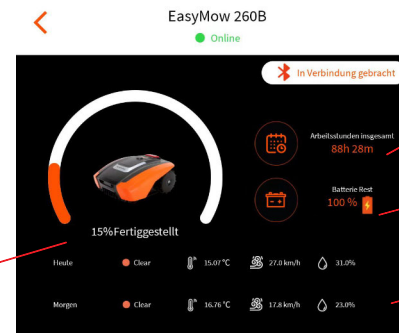 EasyMow 260B
Online
In Verbindung gebracht
Arbeitsstunden insgesamt
88h 28m
Batterie Rest
100 %
15%Fertiggestellt
Heute Clear 15.07 °C 27.0 km/h 31.0%
Morgen Clear 16.76 °C 17.8 km/h 23.0%